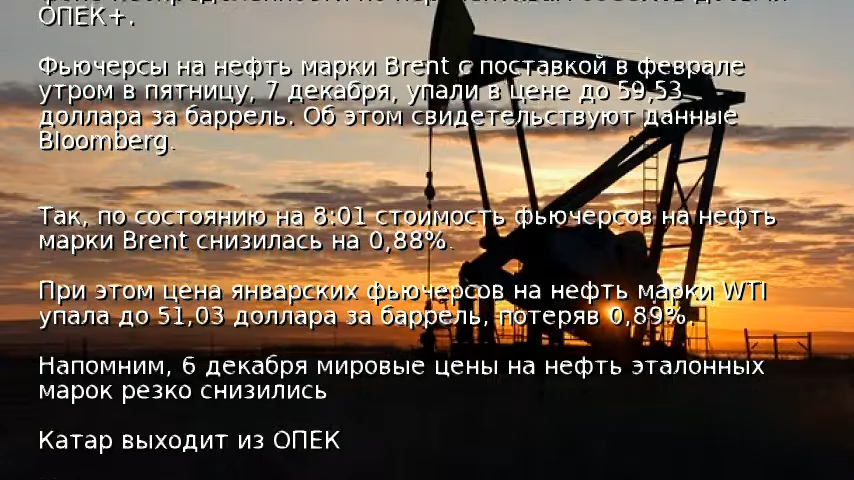 ОПЕК+.
Фьючерсы на нефть марки Brent с поставкой в феврале
утром в пятницу, 7 декабря, упали в цене до 59,53
доллара за баррель. Об этом свидетельствуют данные
Bloomberg.
Так, по состоянию на 8:01 стоимость фьючерсов на нефть
марки Brent снизилась на 0,88%.
При этом цена январских фьючерсов на нефть марки WTI
упала до 51,03 доллара за баррель, потеряв 0,89%.
Напомним, 6 декабря мировые цены на нефть эталонных
марок резко снизились
Катар выходит из ОПЕК